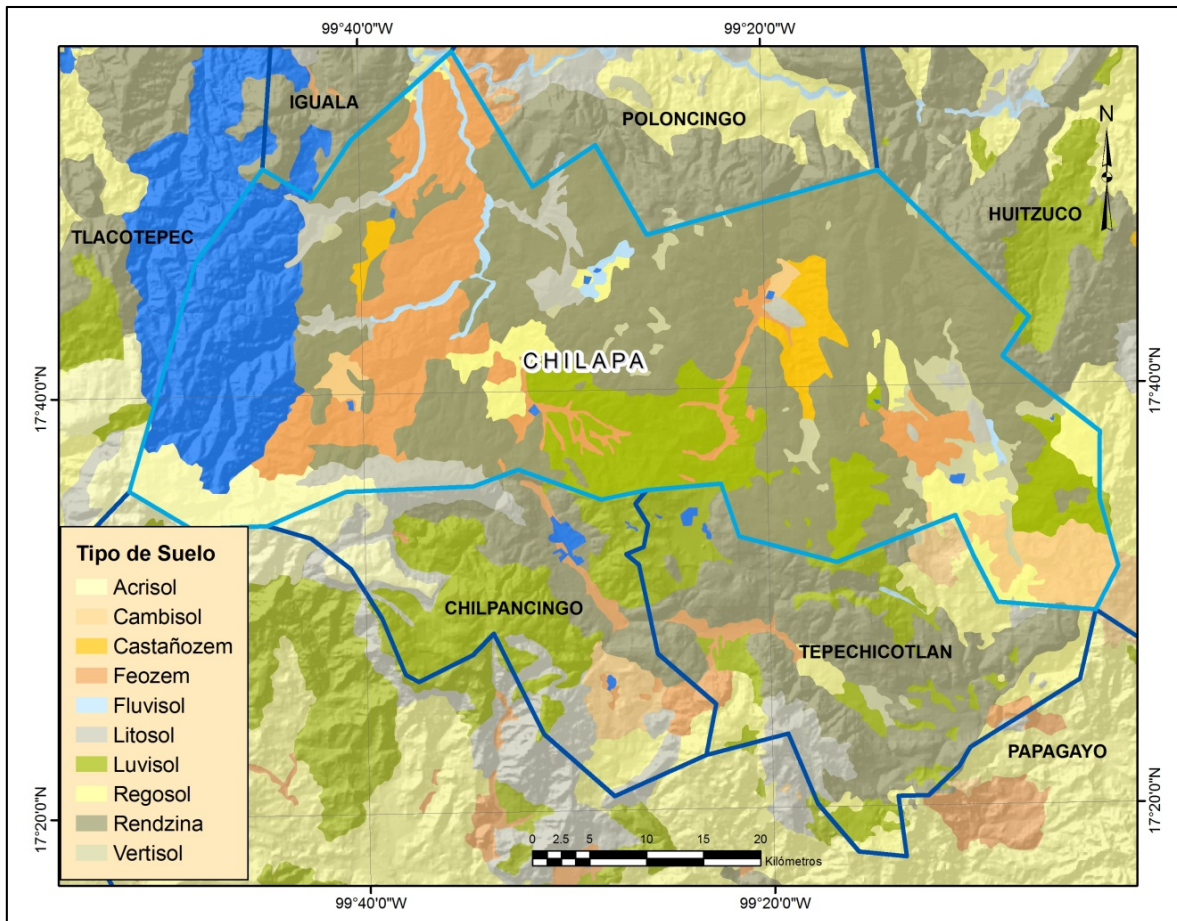 99°40'0"W
99°20'0"W
IGUALA
POLONCINGO
N
TLACOTEPEC
HUITZUCO
CHILAPA
17°40'0"N
17°40'0"N
Tipo de Suelo
Acrisol
Cambisol
Castañozem
Feozem
Fluvisol
Litosol
Luvisol
Regosol
Rendzina
Vertisol
CHILPANCINGO
TEPECHICOTLAN
PAPAGAYO
17°20'0"N
17°20'0"N
0 2.5 5 10 15 20
Kilómetros
99°40'0"W
99°20'0"W